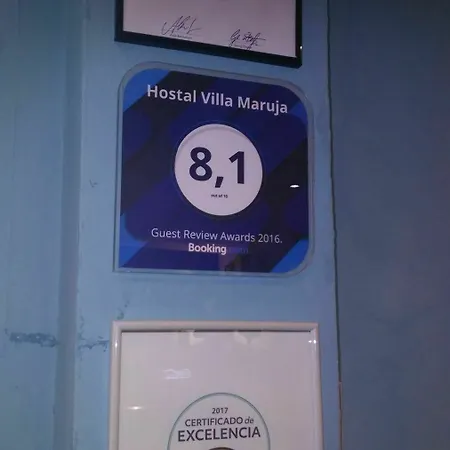 Hostal Villa Maruja
8,1
Guest Review Awards 2016.
Booking
2017
CERTIFICADO de
EXCELENCIA